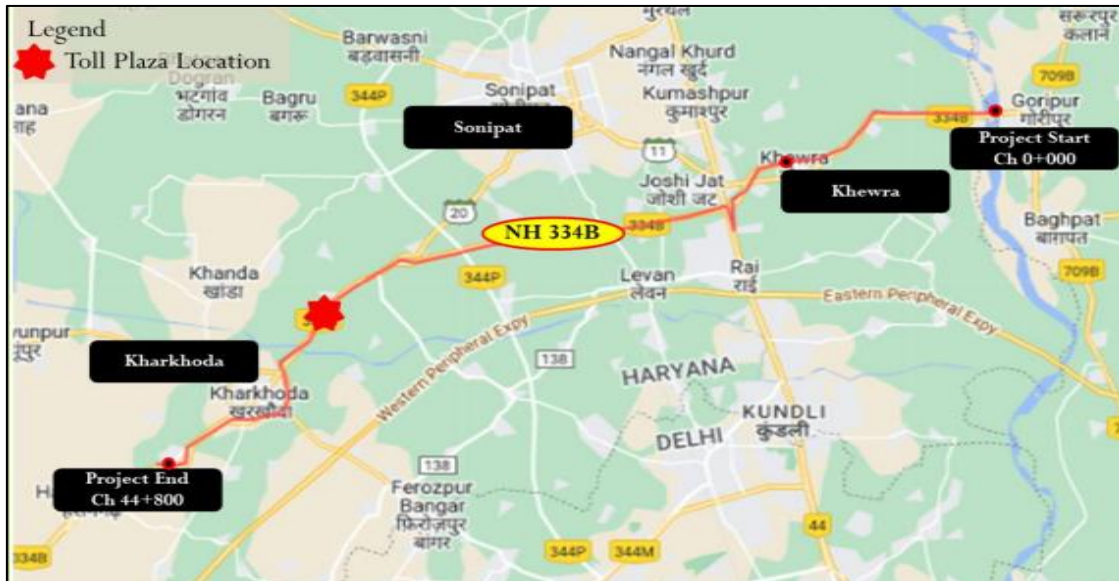 Legend
Toll Plaza Location
मुरथल
Barwasni
बड़वासनी
Nangal Khurd
नंगल खुर्द
Dogran
भटगांव
डोगरन
Bagru
बगरू
344P
Sonipat
Kumashpur
कुमाश्पुर
709B
Goripur
गोरीपुर
334B
Project Start
Ch 0+000
Sonipat
11
Khewra
Khewra
Joshi Jat
जोशी जट
20
NH 334B
334B
Baghpat
बागपत
709B
Khanda
खांडा
344P
Levan
लेवन
Rai
राई
Eastern Peripheral Expy
Western Peripheral Expy
Kharkhoda
Kharkhoda
खरखौदा
138
HARYANA
DELHI
KUNDLI
कुंडली
Project End
Ch 44+800
138
Ferozpur
Bangar
फ़िरोज़पुर
बांगर
334B
344P
344M
44